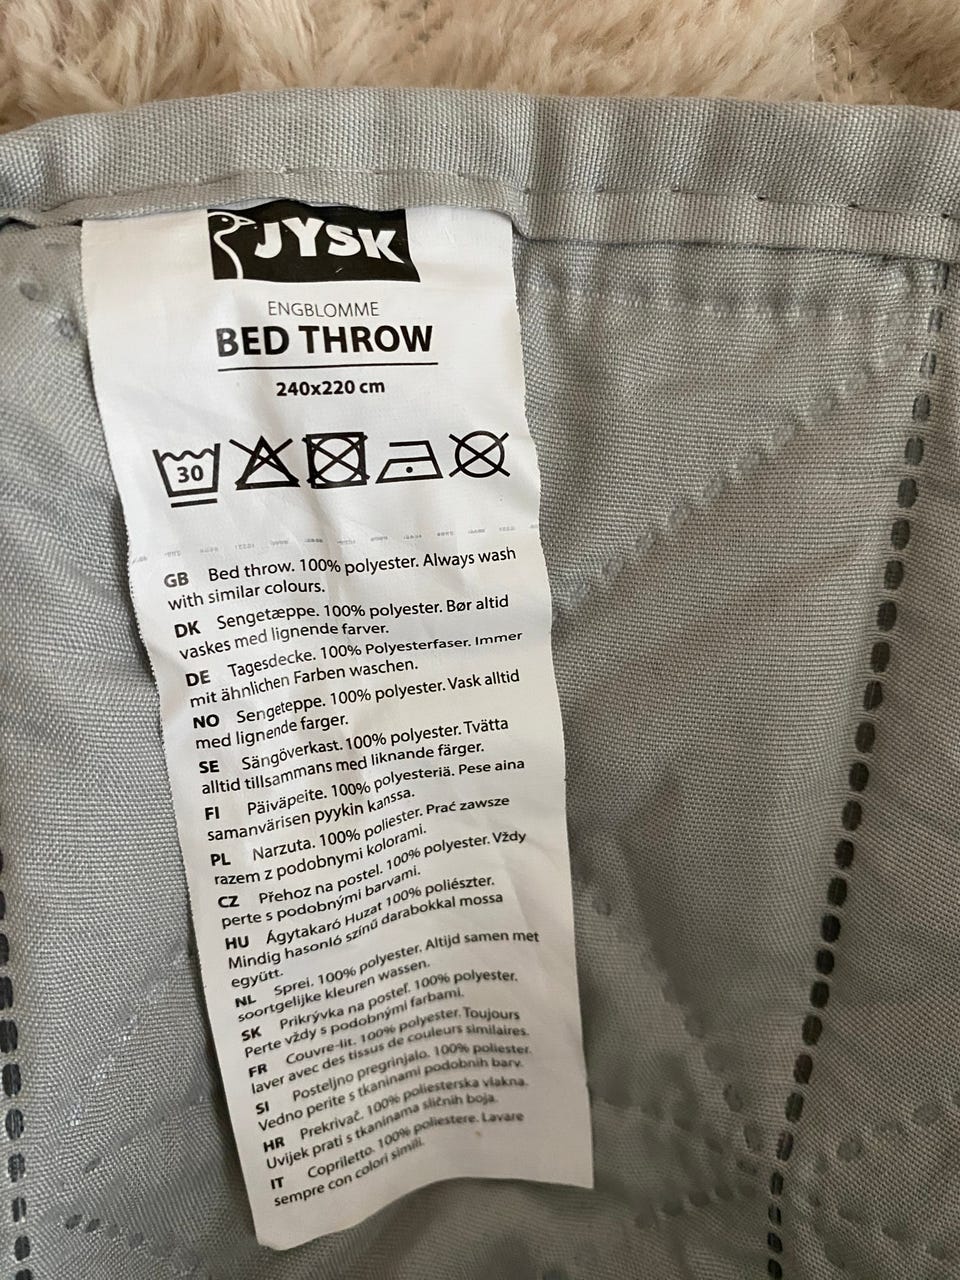 JYSK
ENGBLOMME
BED THROW
240x220 cm
30
GB Bed throw. 100% polyester. Always wash
with similar colours.
DK Sengetæppe. 100% polyester. Bør altid
vaskes med lignende farver.
DE Tagesdecke. 100% Polyesterfaser. Immer
mit ähnlichen Farben waschen.
NO Sengeteppe. 100% polyester. Vask alltid
med lignende farger.
SE Sängöverkast. 100% polyester. Tvätta
alltid tillsammans med liknande färger.
FI Päiväpeite. 100% polyesteriä. Pese aina
samanvärisen pyykin kanssa.
PL Narzuta. 100% poliester. Prać zawsze
razem z podobnymi kolorami.
CZ Přehoz na postel. 100% polyester. Vždy
perte s podobnými barvami.
HU Ágytakaró Huzat 100% poliészter.
Mindig hasonló színű darabokkal mossa
együtt.
NL Sprei. 100% polyester. Altijd samen met
soortgelijke kleuren wassen.
SK Prikrývka na posteľ. 100% polyester.
Perte vždy s podobnými farbami.
FR Couvre-lit. 100% polyester. Toujours
laver avec des tissus de couleurs similaires.
SI Posteljno pregrinjalo. 100% poliester.
Vedno perite s tkaninami podobnih barv.
HR Prekrivač. 100% poliesterska vlakna.
Uvijek prati s tkaninama sličnih boja.
IT Copriletto. 100% poliestere. Lavare
sempre con colori simili.